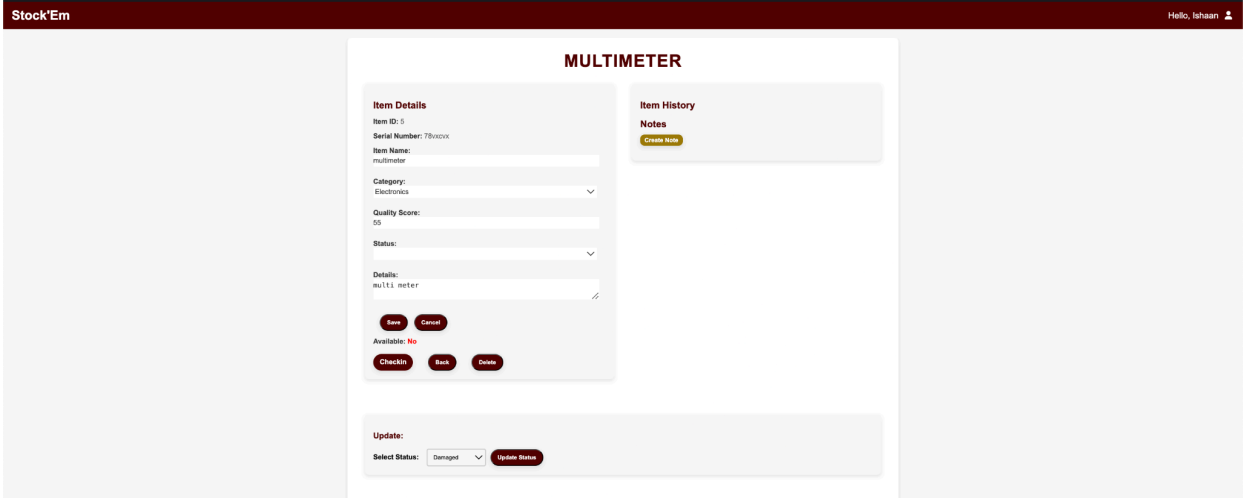 Stock'Em
Hello, Ishaan
MULTIMETER
Item Details
Item ID: 5
Serial Number: 78vxcvx
Item Name:
multimeter
Category:
Electronics
Quality Score:
55
Status:
Details:
multi meter
Save Cancel
Available: No
Checkin Back Delete
Item History
Notes
Create Note
Update:
Select Status: Damaged Update Status